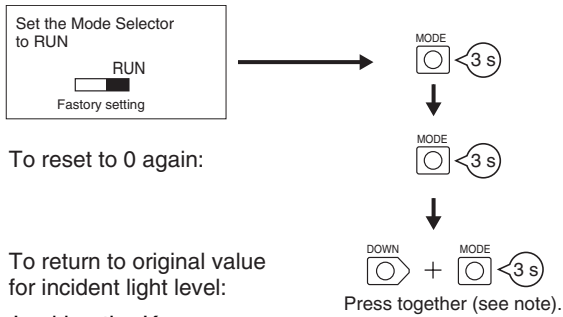 Set the Mode Selector
to RUN
RUN
Fastory setting
MODE
3 s
To reset to 0 again:
MODE
3 s
To return to original value
for incident light level:
DOWN
+
MODE
3 s
Press together (see note).